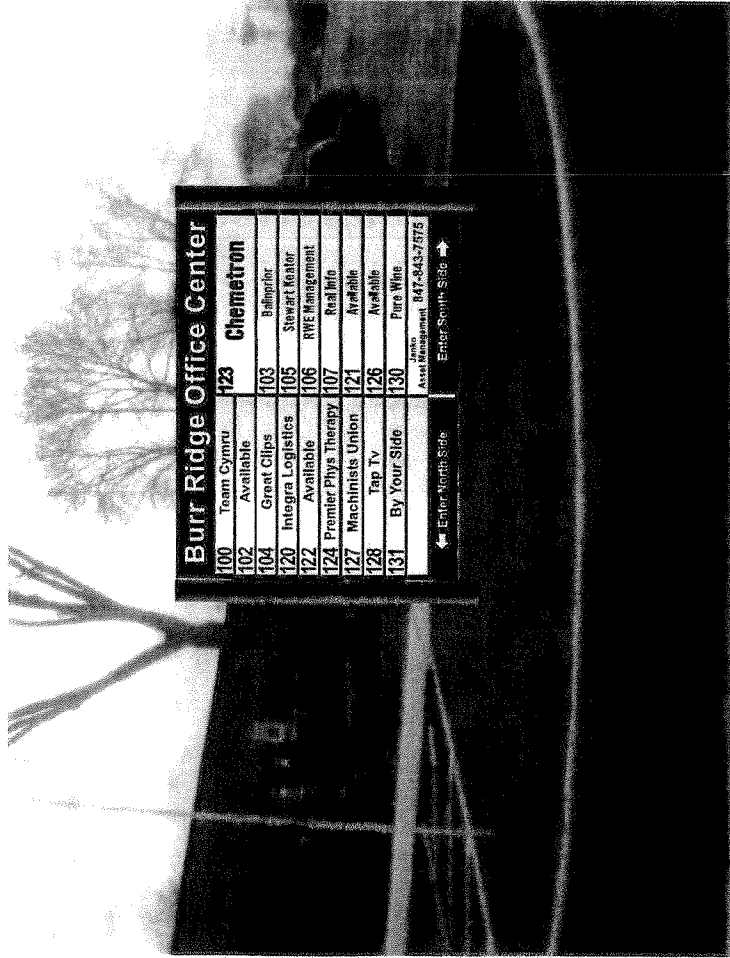 Burr Ridge Office Center
100 Team Cymru
102 Available
104 Great Clips
120 Integra Logistics
122 Available
124 Premier Phys Therapy
127 Machinists Union
128 Tap Tv
131 By Your Side
← Enter North Side
123 Chemetron
103 Balnprior
105 Stewart Keator
106 RWE Management
107 Real Info
121 Available
126 Available
130 Pure Wine
Janko
Asset Management 847-843-7575
Enter South Side →